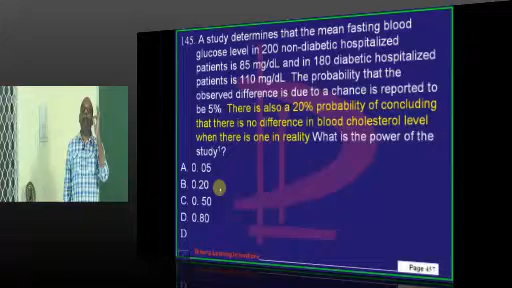 145. A study determines that the mean fasting blood
glucose level in 200 non-diabetic hospitalized
patients is 85 mg/dL and in 180 diabetic hospitalized
patients is 110 mg/dL. The probability that the
observed difference is due to a chance is reported to
be 5%. There is also a 20% probability of concluding
that there is no difference in blood cholesterol level
when there is one in reality What is the power of the
study¹?
A. 0. 05
B. 0.20
C. 0. 50
D. 0.80
D
Page